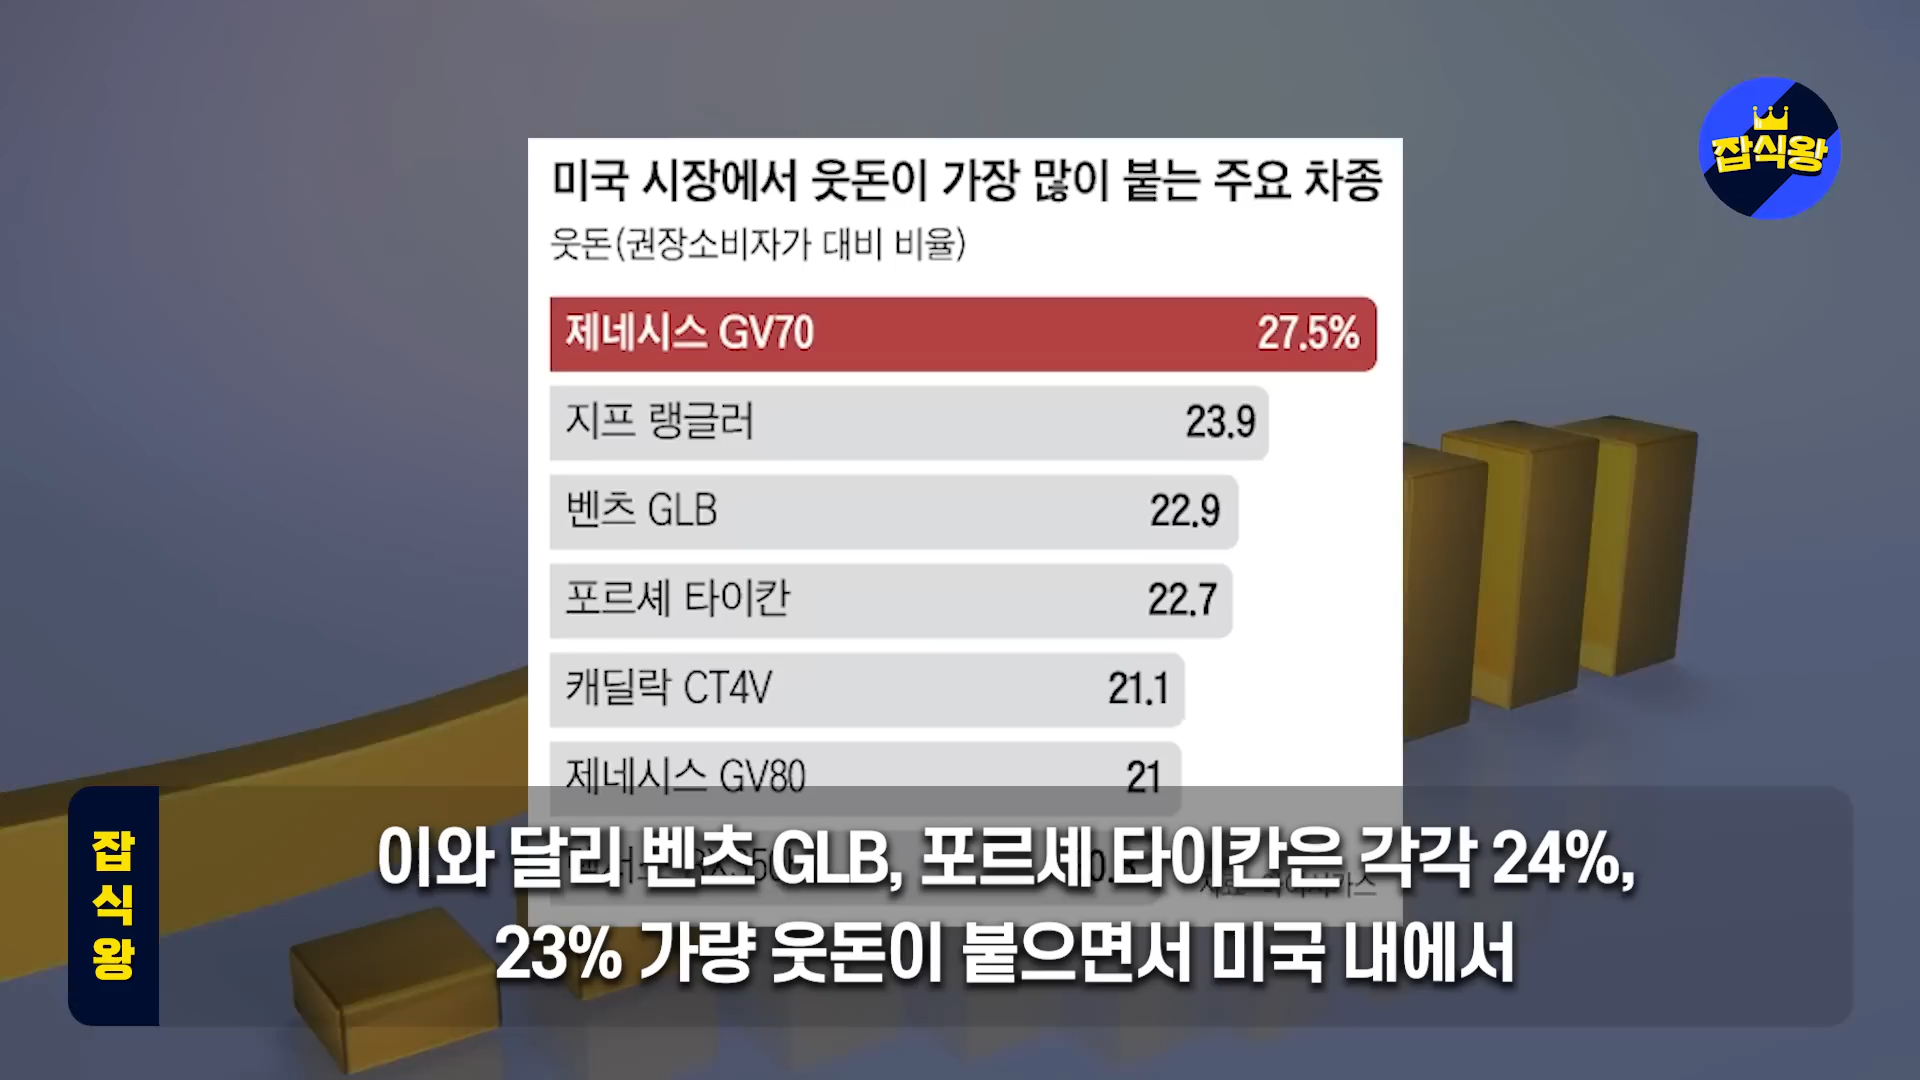 잡식왕
미국 시장에서 웃돈이 가장 많이 붙는 주요 차종
웃돈(권장소비자가 대비 비율)
제네시스 GV70 27.5%
지프 랭글러 23.9
벤츠 GLB 22.9
포르셰 타이칸 22.7
캐딜락 CT4V 21.1
제네시스 GV80 21
잡식왕
이와 달리 벤츠 GLB, 포르셰 타이칸은 각각 24%,
23% 가량 웃돈이 붙으면서 미국 내에서